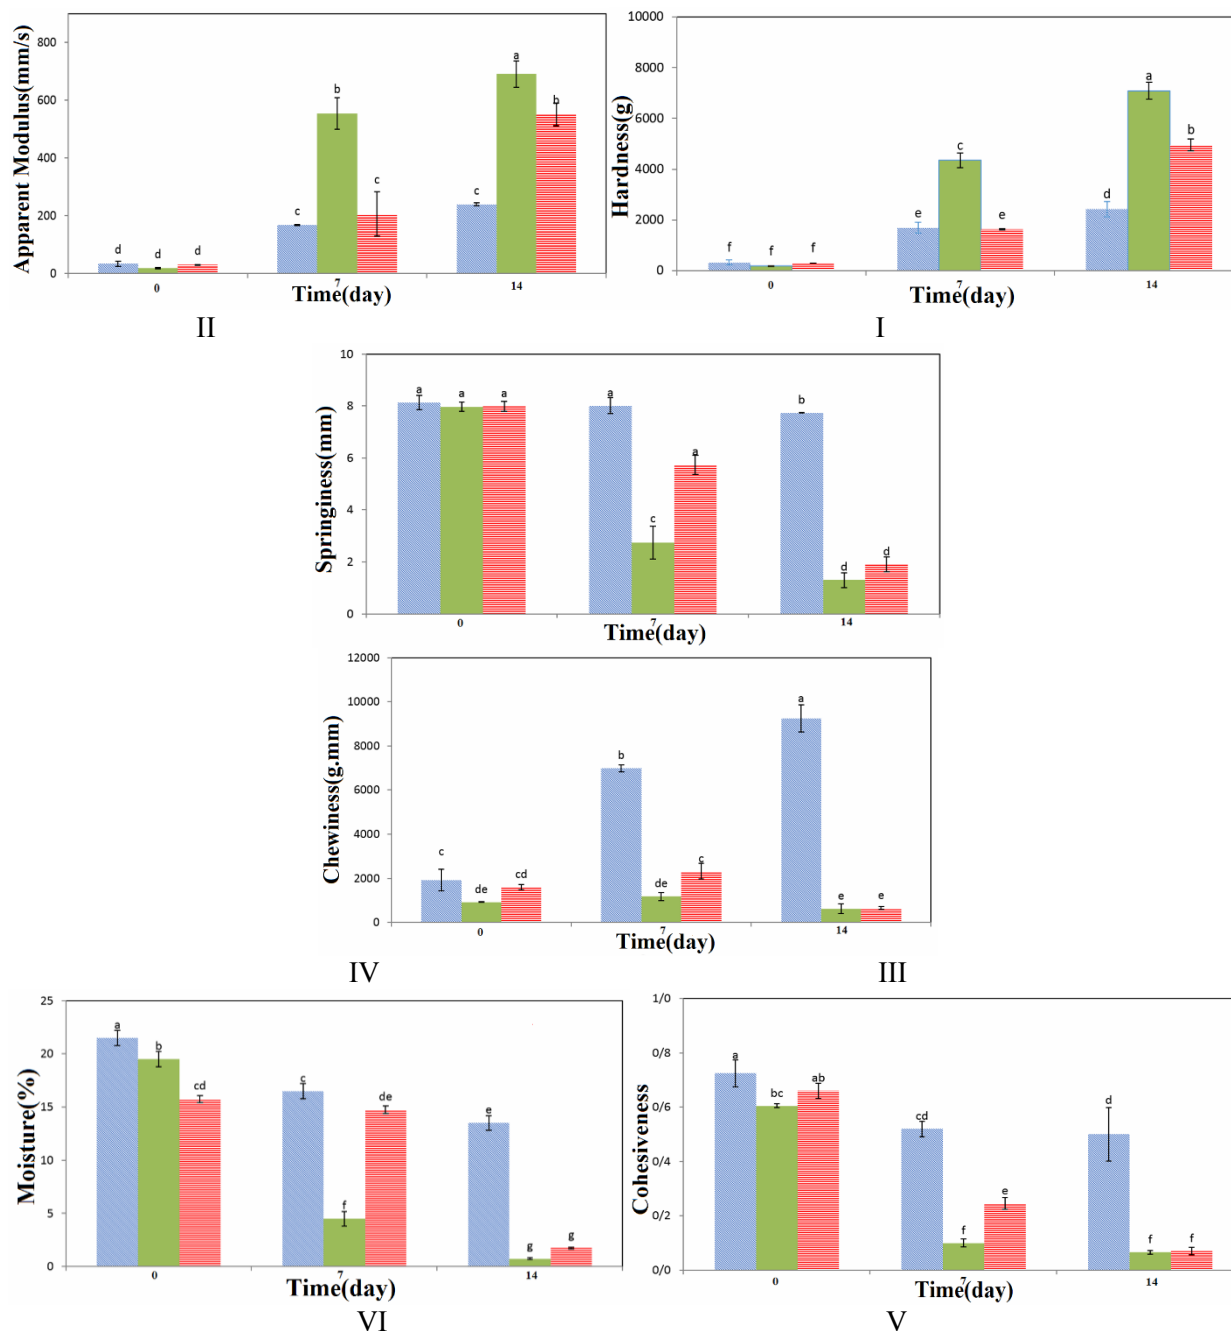 Apparent Modulus(mm/s)
800
600
400
200
0
d d d
c b c
c a b
0 7 14
Time(day)
II
Hardness(g)
10000
8000
6000
4000
2000
0
f f f
e c e
d a b
0 7 14
Time(day)
I
Springiness(mm)
10
8
6
4
2
0
a a a
a c a
b d d
0 7 14
Time(day)
Chewiness(g.mm)
12000
10000
8000
6000
4000
2000
0
c de cd
b de c
a e e
0 7 14
Time(day)
IV III
Moisture(%)
25
20
15
10
5
0
a b cd
c f de
e g g
0 7 14
Time(day)
VI
Cohesiveness
1/0
0/8
0/6
0/4
0/2
0/0
a bc ab
cd f e
d f f
0 7 14
Time(day)
V